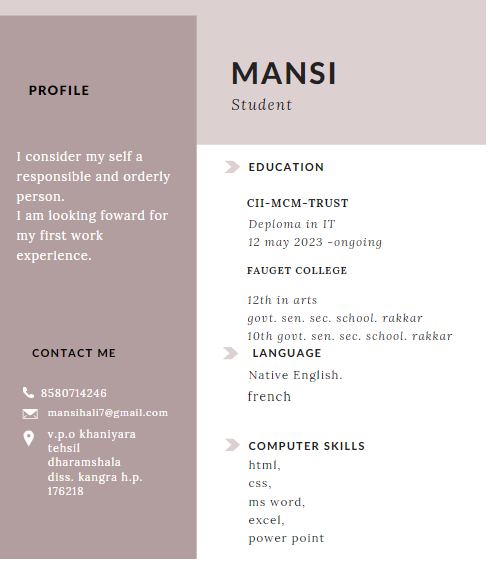 MANSI
Student
PROFILE
I consider my self a
responsible and orderly
person.
I am looking foward for
my first work
experience.
CONTACT ME
8580714246
mansihali7@gmail.com
v.p.o khaniyara
tehsil
dharamshala
diss. kangra h.p.
176218
EDUCATION
CII-MCM-TRUST
Deploma in IT
12 may 2023 -ongoing
FAUGET COLLEGE
12th in arts
govt. sen. sec. school. rakkar
10th govt. sen. sec. school. rakkar
LANGUAGE
Native English.
french
COMPUTER SKILLS
html,
css,
ms word,
excel,
power point